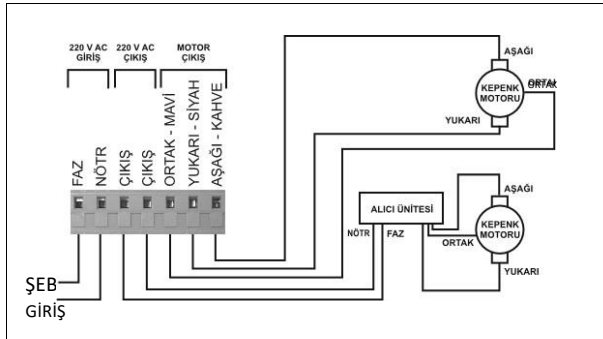 220 V AC
GİRİŞ
220 V AC
ÇIKIŞ
MOTOR
ÇIKIŞ
FAZ
NÖTR
ÇIKIŞ
ÇIKIŞ
ORTAK - MAVİ
YUKARI - SİYAH
AŞAĞI - KAHVE
ŞEB
GİRİŞ
AŞAĞI
KEPENK
MOTORU
ORTAK
ORTAK
YUKARI
ALICI ÜNİTESİ
NÖTR
FAZ
AŞAĞI
KEPENK
MOTORU
ORTAK
YUKARI